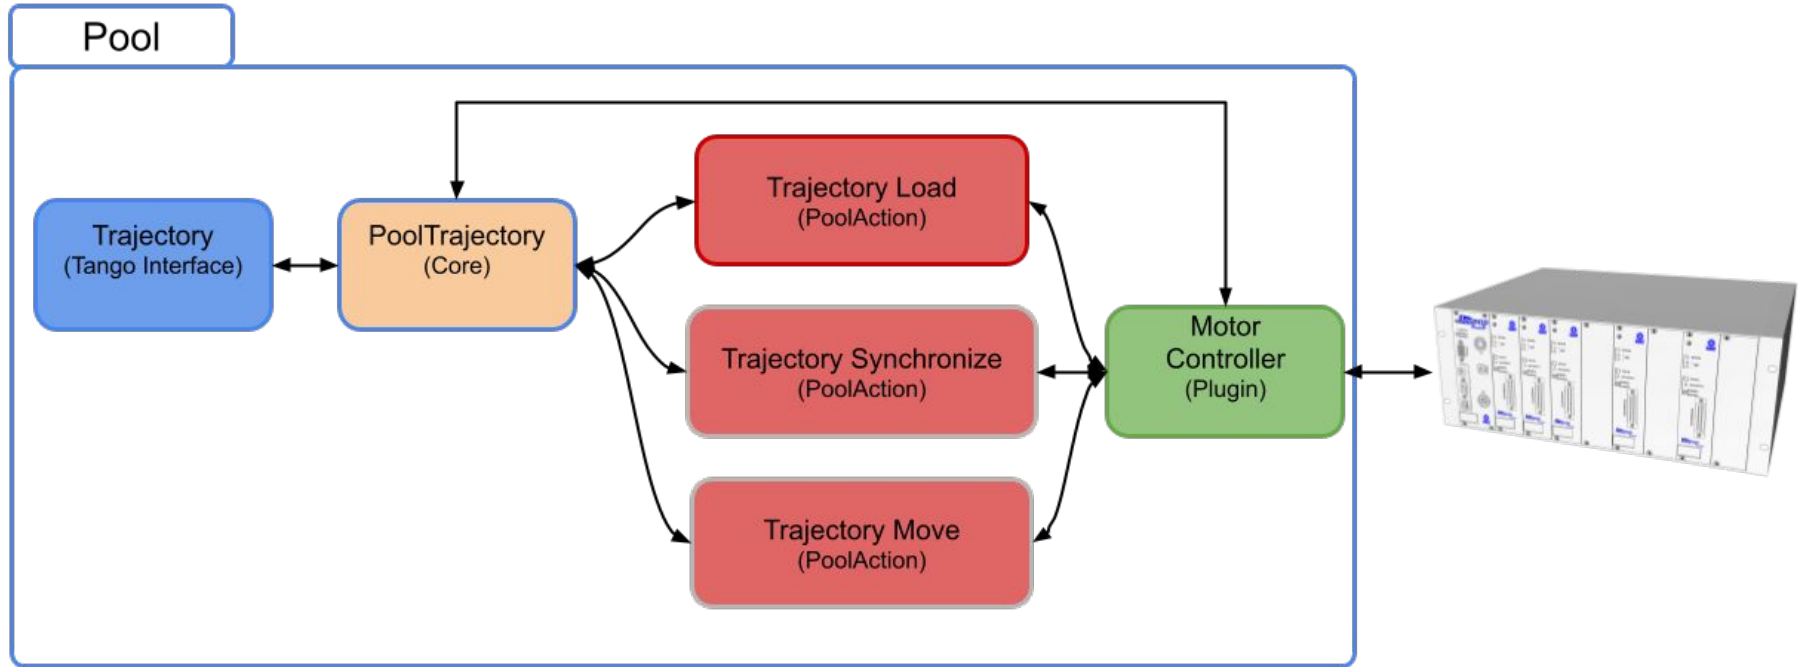 Pool
Trajectory
(Tango Interface)
PoolTrajectory
(Core)
Trajectory Load
(PoolAction)
Trajectory Synchronize
(PoolAction)
Trajectory Move
(PoolAction)
Motor
Controller
(Plugin)